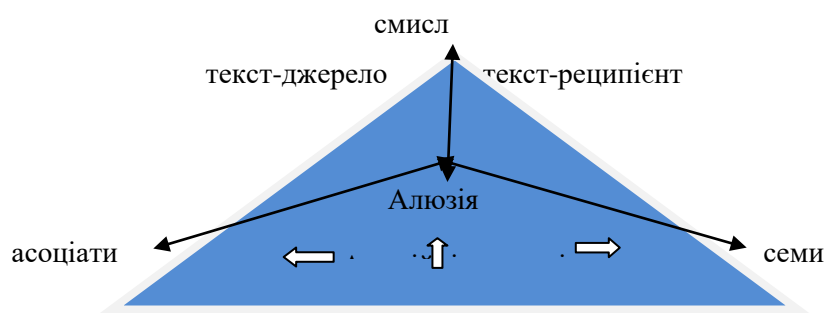 смисл
текст-джерело текст-реципієнт
Алюзія
асоціати семи